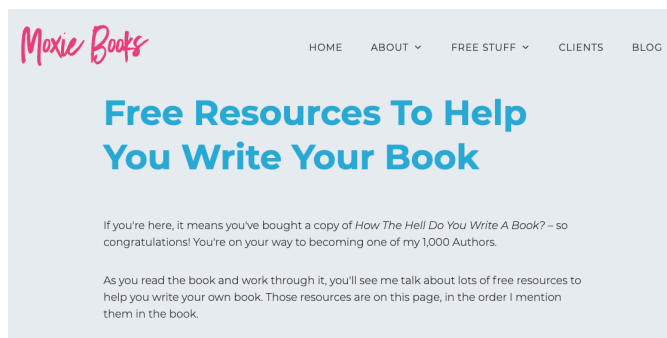 Moxie Books
HOME ABOUT FREE STUFF CLIENTS BLOG
Free Resources To Help
You Write Your Book
If you're here, it means you've bought a copy of How The Hell Do You Write A Book? – so
congratulations! You're on your way to becoming one of my 1,000 Authors.
As you read the book and work through it, you'll see me talk about lots of free resources to
help you write your own book. Those resources are on this page, in the order I mention
them in the book.